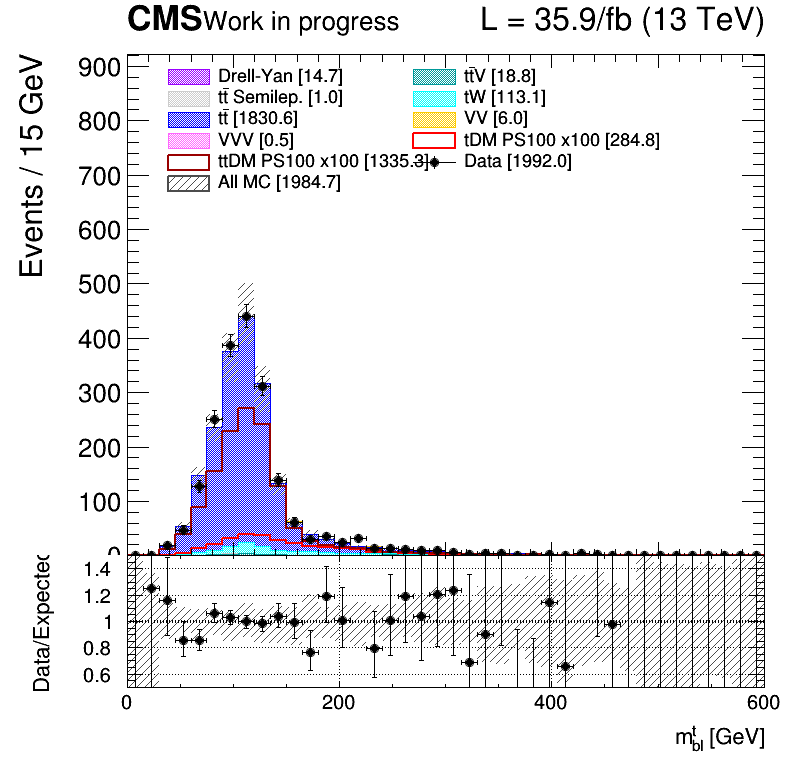 CMS Work in progress L = 35.9/fb (13 TeV)
Events / 15 GeV
900
800
700
600
500
400
300
200
100
0
Drell-Yan [14.7] tt̄V [18.8]
tt̄ Semilep. [1.0] tW [113.1]
tt̄ [1830.6] VV [6.0]
VVV [0.5] tDM PS100 x100 [284.8]
ttDM PS100 x100 [1335.3] Data [1992.0]
All MC [1984.7]
Data/Expected
1.4
1.2
1
0.8
0.6
0 200 400 600
m^t_bl [GeV]